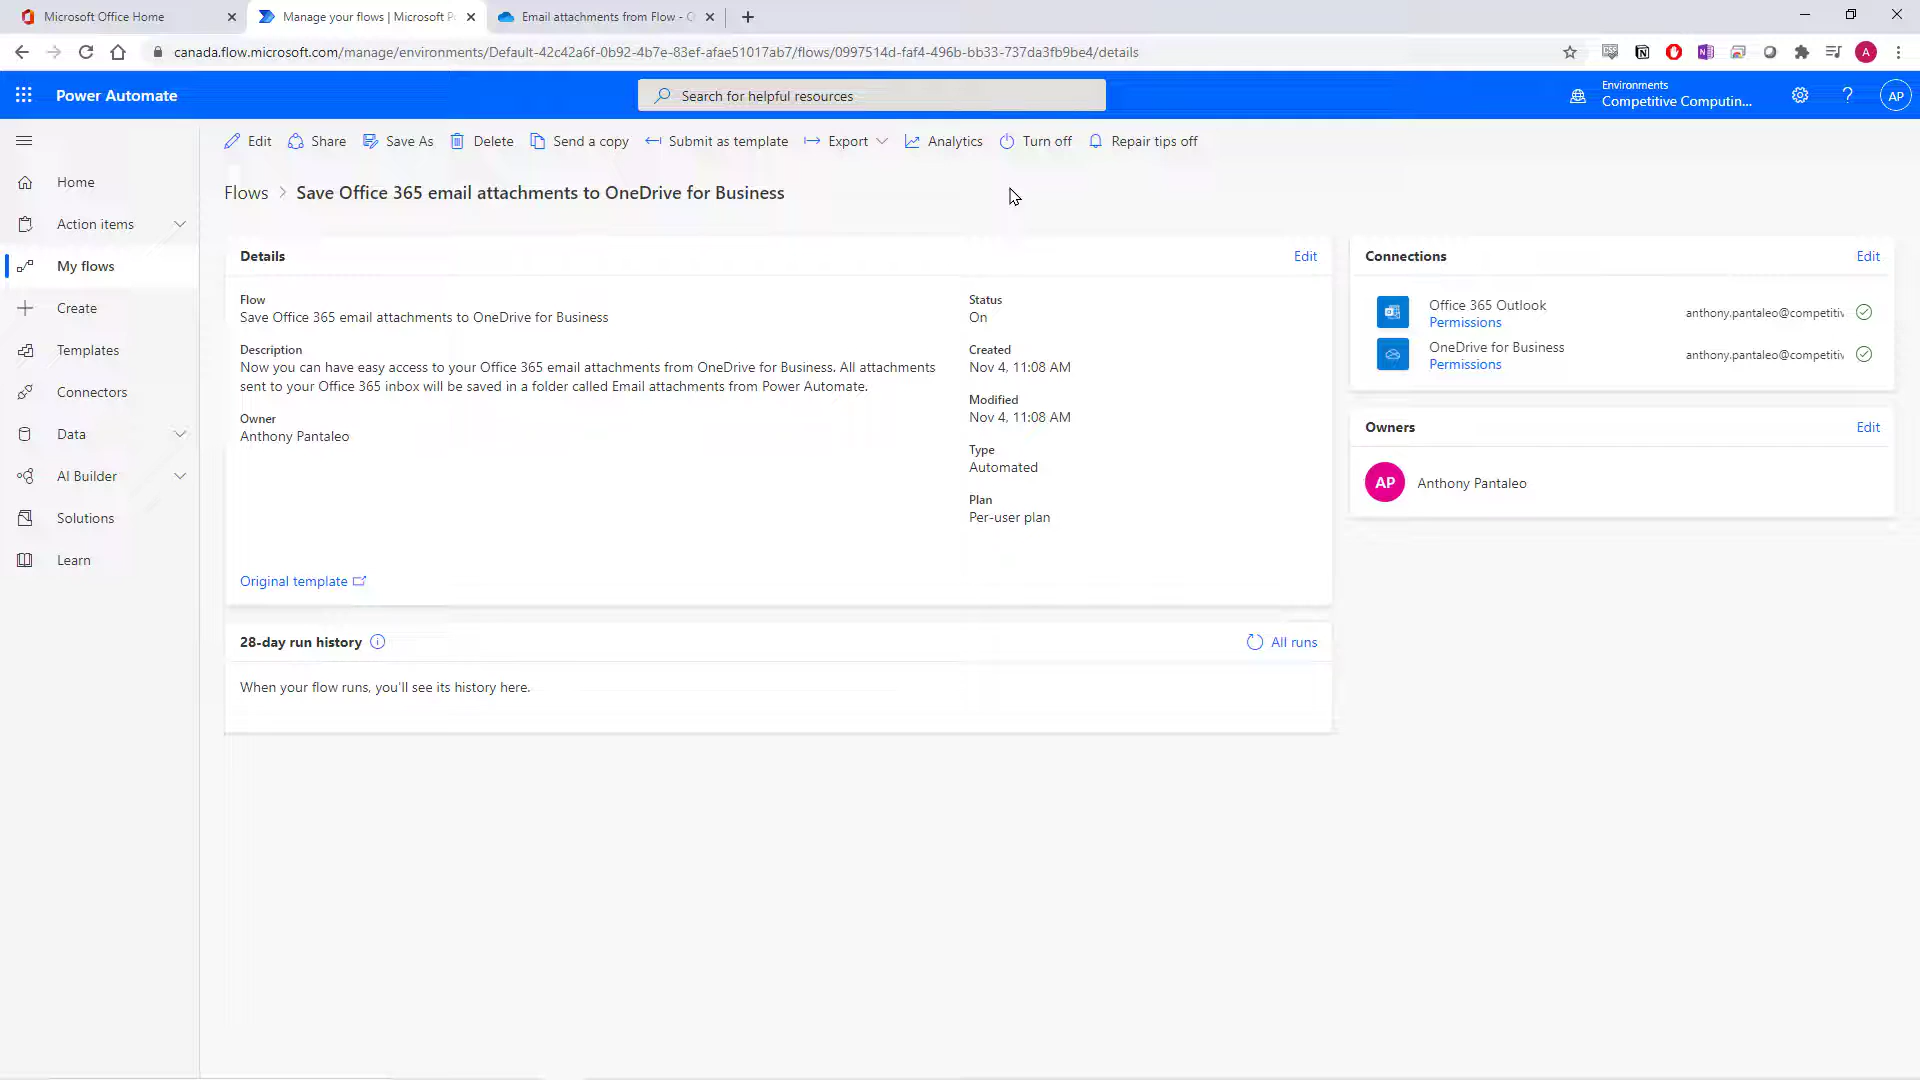 Microsoft Office Home
Manage your flows | Microsoft P
Email attachments from Flow - O
canada.flow.microsoft.com/manage/environments/Default-42c42a6f-0b92-4b7e-83ef-afae51017ab7/flows/0997514d-faf4-496b-bb33-737da3fb9be4/details
A
Power Automate
Search for helpful resources
Environments
Competitive Computin...
?
AP
Edit
Share
Save As
Delete
Send a copy
Submit as template
Export
Analytics
Turn off
Repair tips off
Home
Action items
My flows
Create
Templates
Connectors
Data
AI Builder
Solutions
Learn
Flows > Save Office 365 email attachments to OneDrive for Business
Details
Edit
Flow
Save Office 365 email attachments to OneDrive for Business
Description
Now you can have easy access to your Office 365 email attachments from OneDrive for Business. All attachments
sent to your Office 365 inbox will be saved in a folder called Email attachments from Power Automate.
Owner
Anthony Pantaleo
Status
On
Created
Nov 4, 11:08 AM
Modified
Nov 4, 11:08 AM
Type
Automated
Plan
Per-user plan
Original template
28-day run history
All runs
When your flow runs, you'll see its history here.
Connections
Edit
Office 365 Outlook
Permissions
anthony.pantaleo@competitiv
OneDrive for Business
Permissions
anthony.pantaleo@competitiv
Owners
Edit
AP
Anthony Pantaleo